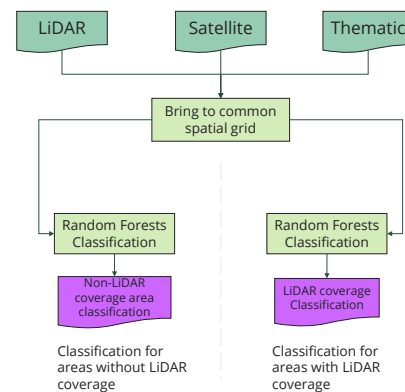 LiDAR
Satellite
Thematic
Bring to common
spatial grid
Random Forests
Classification
Random Forests
Classification
Non-LiDAR
coverage area
classification
LiDAR coverage
Classification
Classification for
areas without LiDAR
coverage
Classification for
areas with LiDAR
coverage